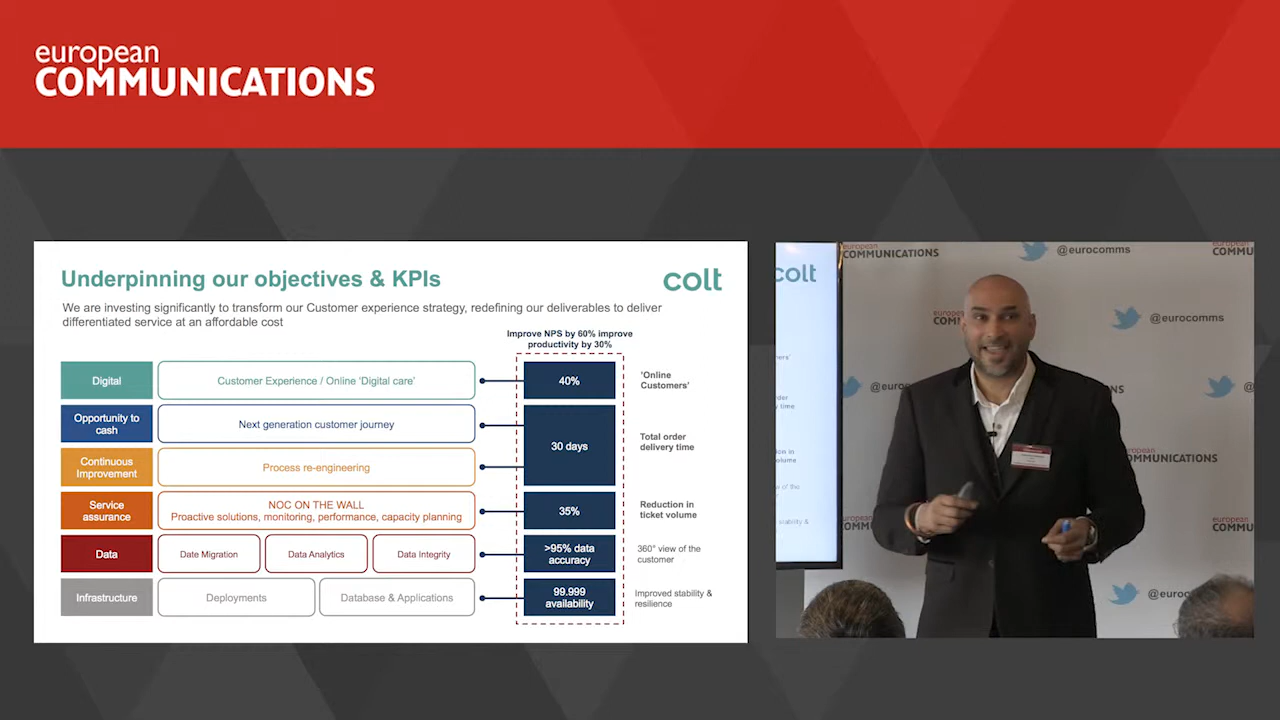 european
COMMUNICATIONS
Underpinning our objectives & KPIs
colt
We are investing significantly to transform our Customer experience strategy, redefining our deliverables to deliver
differentiated service at an affordable cost
Improve NPS by 60% improve
productivity by 30%
Digital
Customer Experience / Online 'Digital care'
40%
'Online
Customers'
Opportunity to
cash
Next generation customer journey
30 days
Total order
delivery time
Continuous
Improvement
Process re-engineering
Service
assurance
NOC ON THE WALL
Proactive solutions, monitoring, performance, capacity planning
35%
Reduction in
ticket volume
Data
Date Migration
Data Analytics
Data Integrity
>95% data
accuracy
360° view of the
customer
Infrastructure
Deployments
Database & Applications
99.999
availability
Improved stability &
resilience
colt
european
COMMUNICATIONS
@eurocomms
european
COMMU
@eurocomms
COMMUNICATIONS